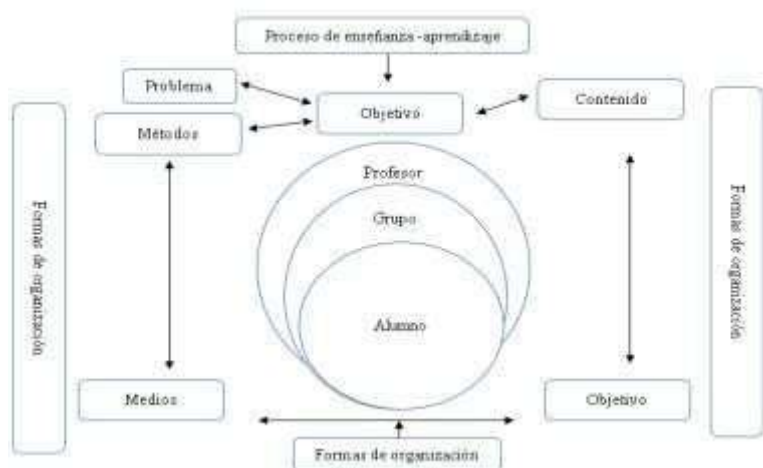 Proceso de enseñanza -aprendizaje
Problema
Objetivo
Contenido
Métodos
Profesor
Grupo
Alumno
Formas de organización
Formas de organización
Medios
Objetivo
Formas de organización